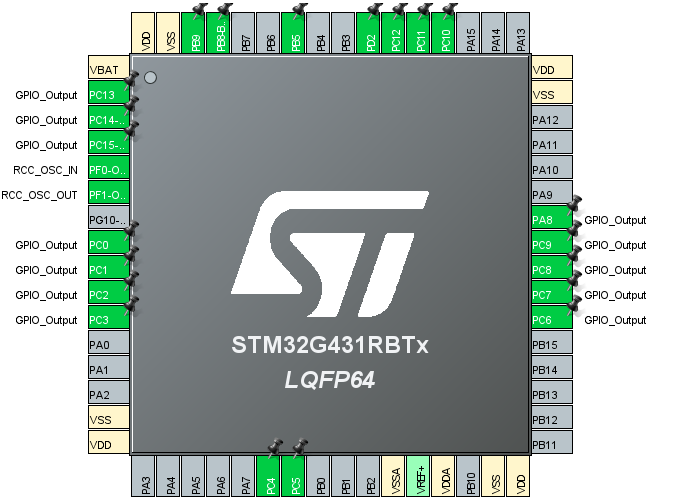 VDD VSS PB9 PB8-B.. PB7 PB6 PB5 PB4 PB3 PD2 PC12 PC11 PC10 PA15 PA14 PA13
VBAT VDD
GPIO_Output PC13 VSS
GPIO_Output PC14-.. PA12
GPIO_Output PC15-.. PA11
RCC_OSC_IN PF0-O.. PA10
RCC_OSC_OUT PF1-O.. PA9
PG10-.. PA8 GPIO_Output
GPIO_Output PC0 PC9 GPIO_Output
GPIO_Output PC1 PC8 GPIO_Output
GPIO_Output PC2 PC7 GPIO_Output
GPIO_Output PC3 PC6 GPIO_Output
ST
STM32G431RBTx
LQFP64
PA0 PB15
PA1 PB14
PA2 PB13
VSS PB12
VDD PB11
PA3 PA4 PA5 PA6 PA7 PC4 PC5 PB0 PB1 PB2 VSSA VREF+ VDDA PB10 VSS VDD